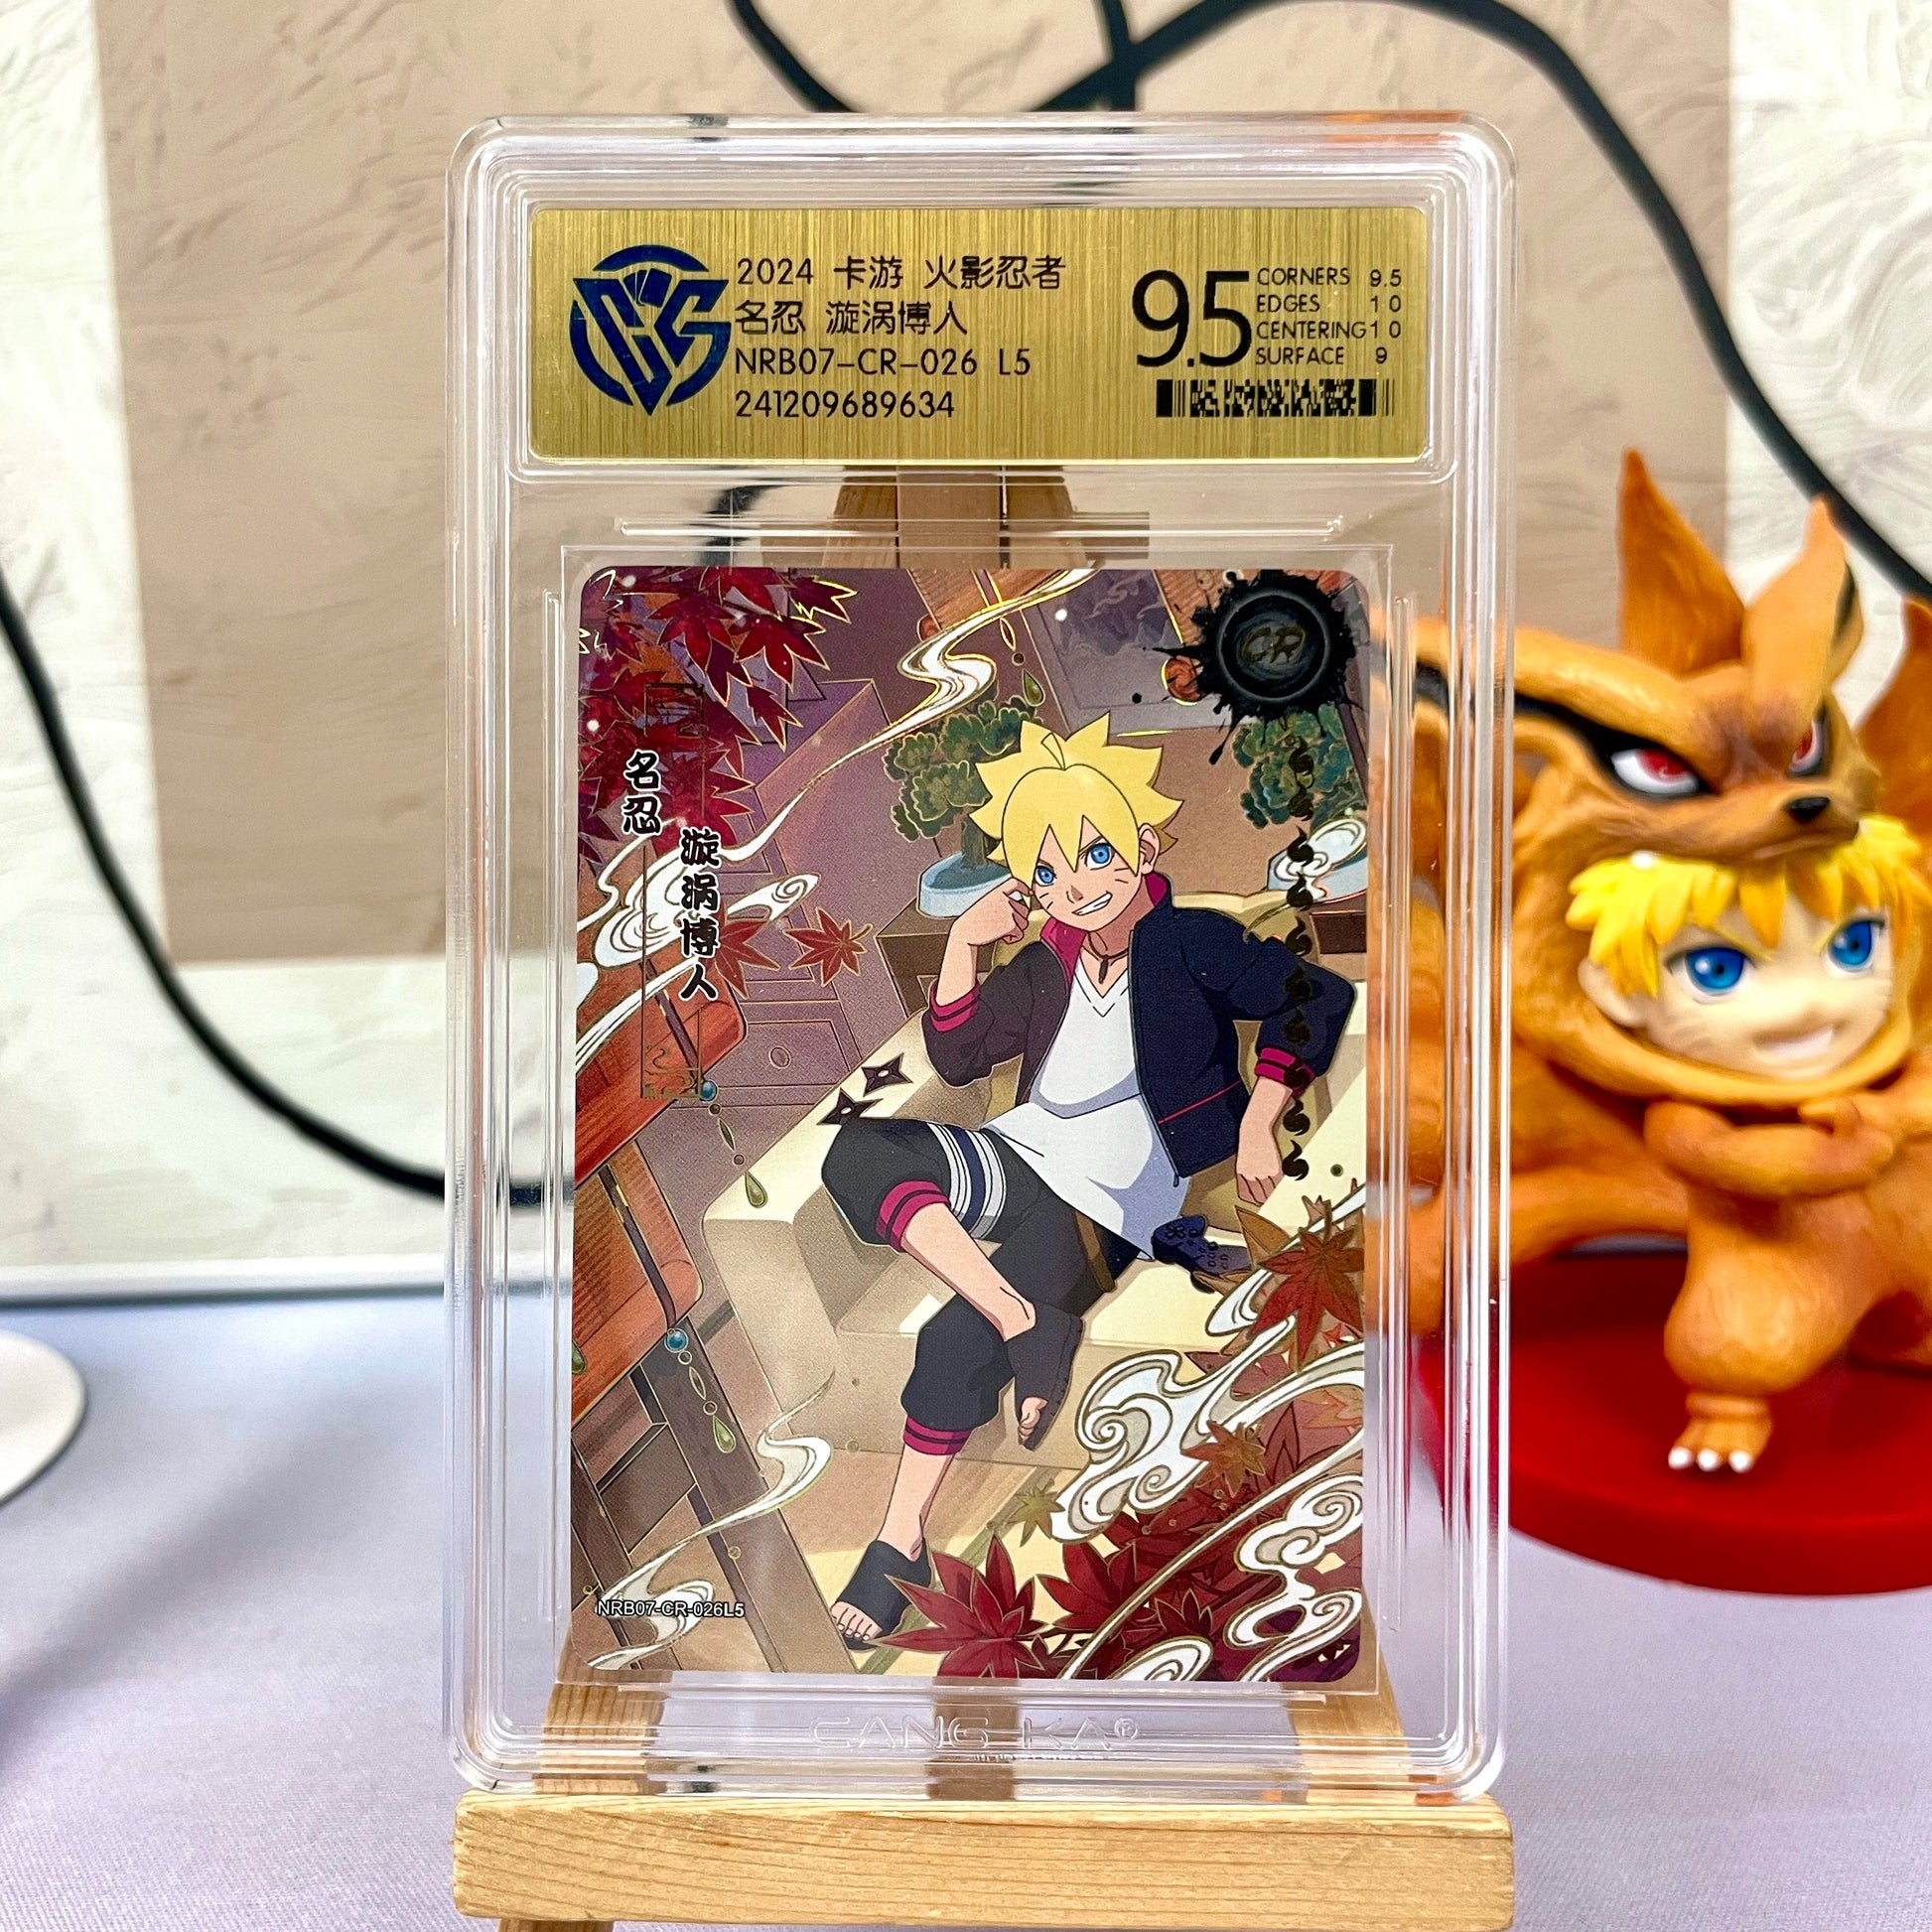 2024 卡游 火影忍者
名忍 漩涡博人
NRB07-CR-026 L5
241209689634
9.5
CORNERS 9.5
EDGES 10
CENTERING 10
SURFACE 9
CR
名忍
漩涡博人
NRB07-CR-026L5
CANG KA®